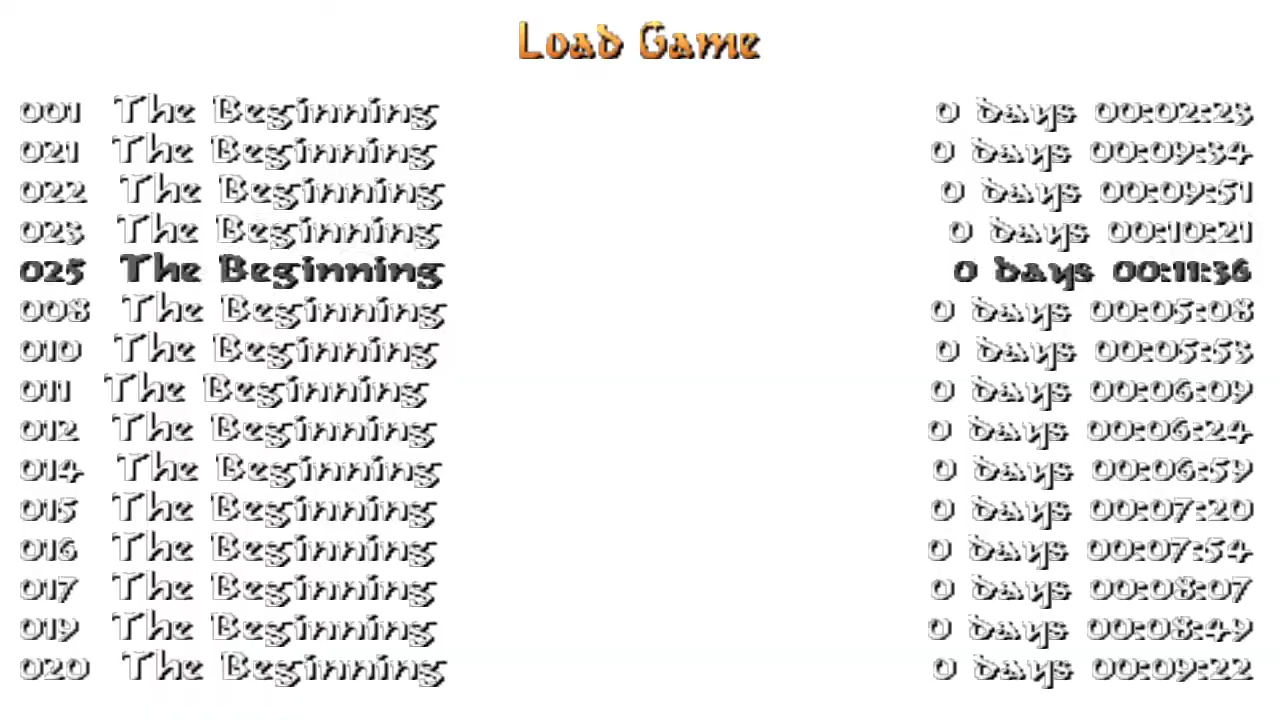 Load Game
001 The Beginning 0 days 00:02:23
021 The Beginning 0 days 00:09:34
022 The Beginning 0 days 00:09:51
023 The Beginning 0 days 00:10:21
025 The Beginning 0 days 00:11:36
008 The Beginning 0 days 00:05:08
010 The Beginning 0 days 00:05:53
011 The Beginning 0 days 00:06:09
012 The Beginning 0 days 00:06:24
014 The Beginning 0 days 00:06:59
015 The Beginning 0 days 00:07:20
016 The Beginning 0 days 00:07:54
017 The Beginning 0 days 00:08:07
019 The Beginning 0 days 00:08:49
020 The Beginning 0 days 00:09:22